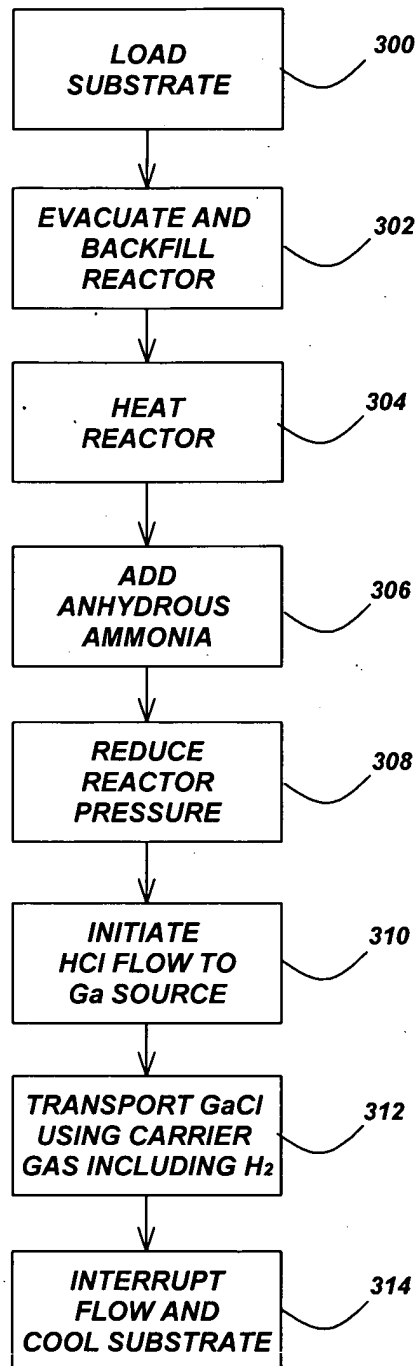 LOAD
SUBSTRATE
300
EVACUATE AND
BACKFILL
REACTOR
302
HEAT
REACTOR
304
ADD
ANHYDROUS
AMMONIA
306
REDUCE
REACTOR
PRESSURE
308
INITIATE
HCl FLOW TO
Ga SOURCE
310
TRANSPORT GaCl
USING CARRIER
GAS INCLUDING H₂
312
INTERRUPT
FLOW AND
COOL SUBSTRATE
314